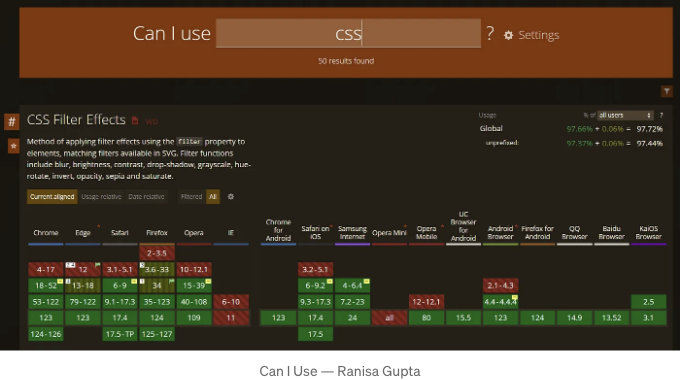 Can I use css ? Settings
50 results found
# CSS Filter Effects - WD
Usage % of all users ?
Global 97.66% + 0.06% = 97.72%
unprefixed: 97.37% + 0.06% = 97.44%
Method of applying filter effects using the filter property to
elements, matching filters available in SVG. Filter functions
include blur, brightness, contrast, drop-shadow, grayscale, hue-
rotate, invert, opacity, sepia and saturate.
Current aligned Usage relative Date relative Filtered All
Chrome Edge Safari Firefox Opera IE Chrome for Android Safari on iOS Samsung Internet Opera Mini Opera Mobile UC Browser for Android Android Browser Firefox for Android QQ Browser Baidu Browser KaiOS Browser
2-3.5
4-17 12 3.1-5.1 3.6-33 10-12.1 3.2-5.1
18-52 13-18 6-9 34 15-39 6-9.2 4-6.4 2.1-4.3
53-122 79-122 9.1-17.3 35-123 40-108 6-10 9.3-17.3 7.2-23 12-12.1 4.4-4.4.4 2.5
123 123 17.4 124 109 11 123 17.4 24 all 80 15.5 123 124 14.9 13.52 3.1
124-126 17.5-TP 125-127 17.5
Can I Use — Ranisa Gupta